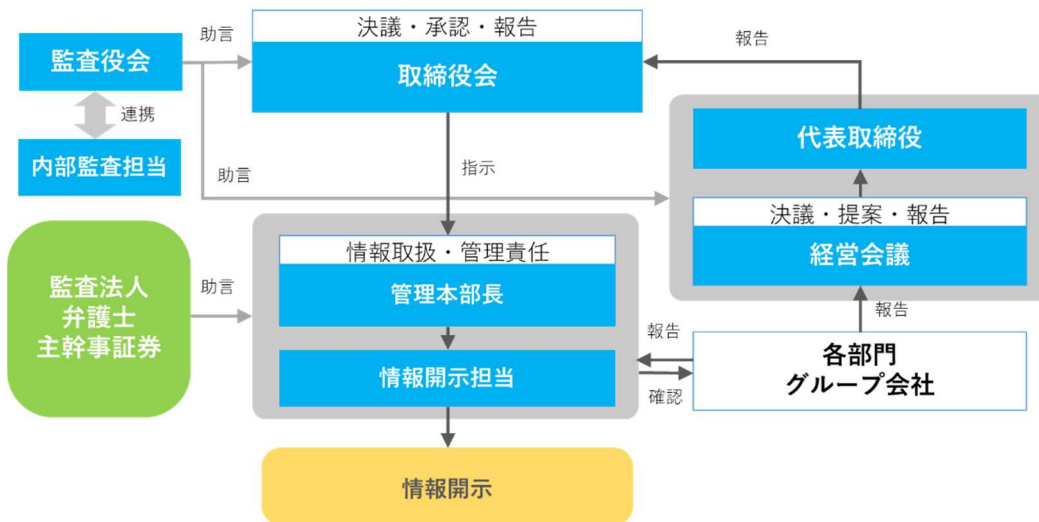 助言
決議・承認・報告
報告
監査役会
取締役会
連携
代表取締役
内部監査担当
助言
指示
決議・提案・報告
経営会議
情報取扱・管理責任
管理本部長
監査法人
弁護士
主幹事証券
助言
報告
報告
各部門
グループ会社
情報開示担当
確認
情報開示